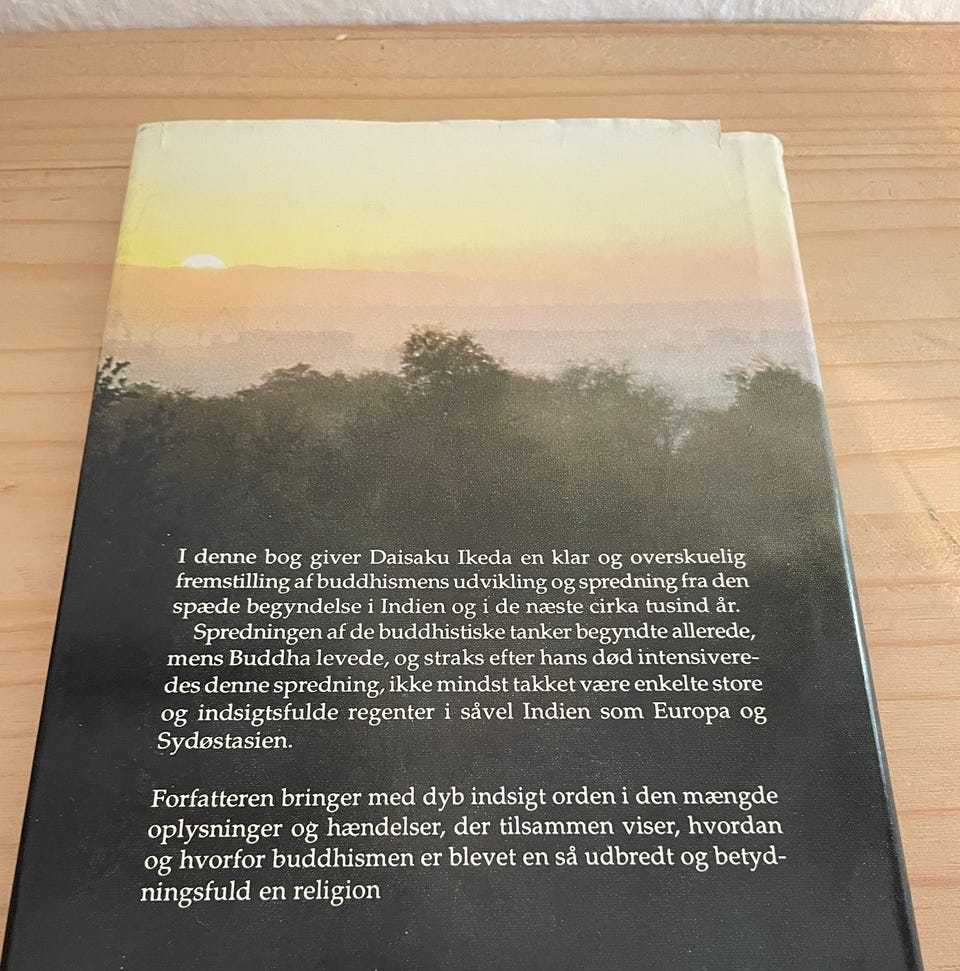 I denne bog giver Daisaku Ikeda en klar og overskuelig
fremstilling af buddhismens udvikling og spredning fra den
spæde begyndelse i Indien og i de næste cirka tusind år.
Spredningen af de buddhistiske tanker begyndte allerede,
mens Buddha levede, og straks efter hans død intensivere-
des denne spredning, ikke mindst takket være enkelte store
og indsigtsfulde regenter i såvel Indien som Europa og
Sydøstasien.
Forfatteren bringer med dyb indsigt orden i den mængde
oplysninger og hændelser, der tilsammen viser, hvordan
og hvorfor buddhismen er blevet en så udbredt og betyd-
ningsfuld en religion